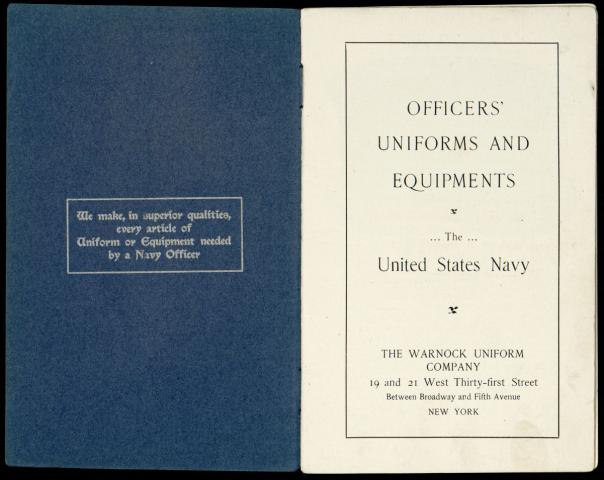 We make, in superior qualities,
every article of
Uniform or Equipment needed
by a Navy Officer
OFFICERS'
UNIFORMS AND
EQUIPMENTS
... The ...
United States Navy
THE WARNOCK UNIFORM
COMPANY
19 and 21 West Thirty-first Street
Between Broadway and Fifth Avenue
NEW YORK